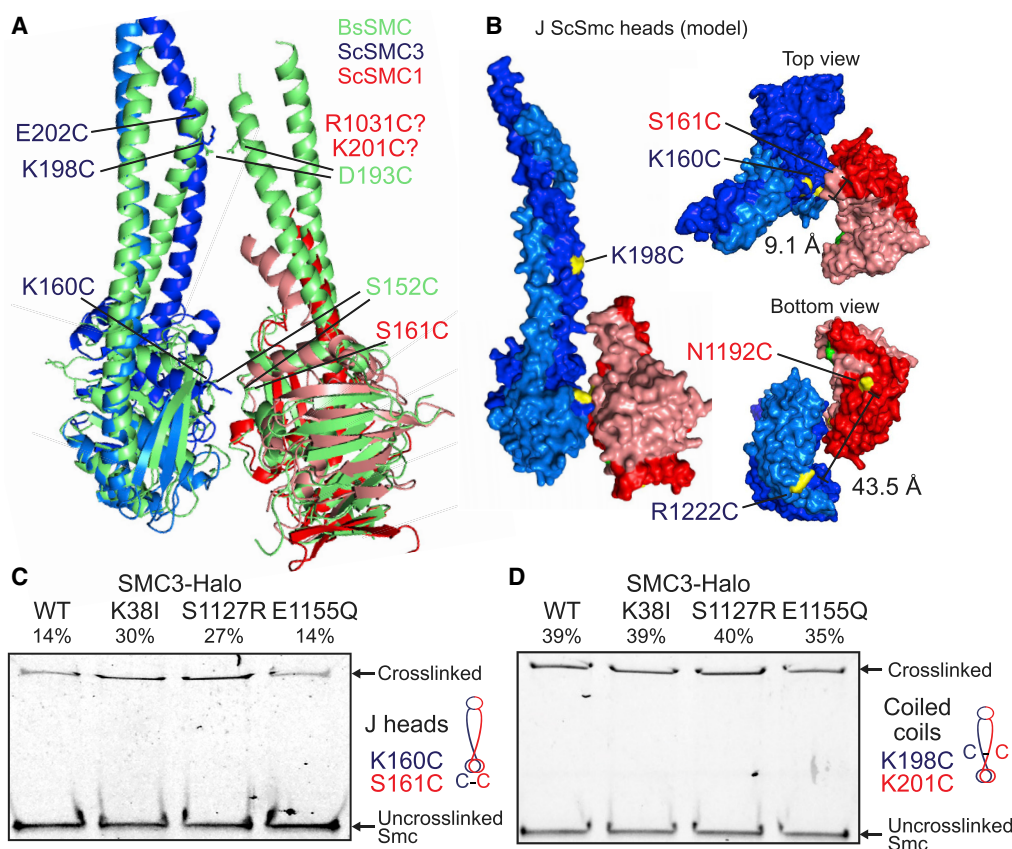 A
BsSMC
ScSMC3
ScSMC1
E202C
K198C
R1031C?
K201C?
D193C
K160C
S152C
S161C
B
J ScSmc heads (model)
Top view
S161C
K160C
9.1 Å
K198C
Bottom view
N1192C
R1222C
43.5 Å
C
SMC3-Halo
WT K38I S1127R E1155Q
14% 30% 27% 14%
Crosslinked
J heads
K160C
S161C
C-C
Uncrosslinked
Smc
D
SMC3-Halo
WT K38I S1127R E1155Q
39% 39% 40% 35%
Crosslinked
Coiled
coils
K198C
K201C
C C
Uncrosslinked
Smc